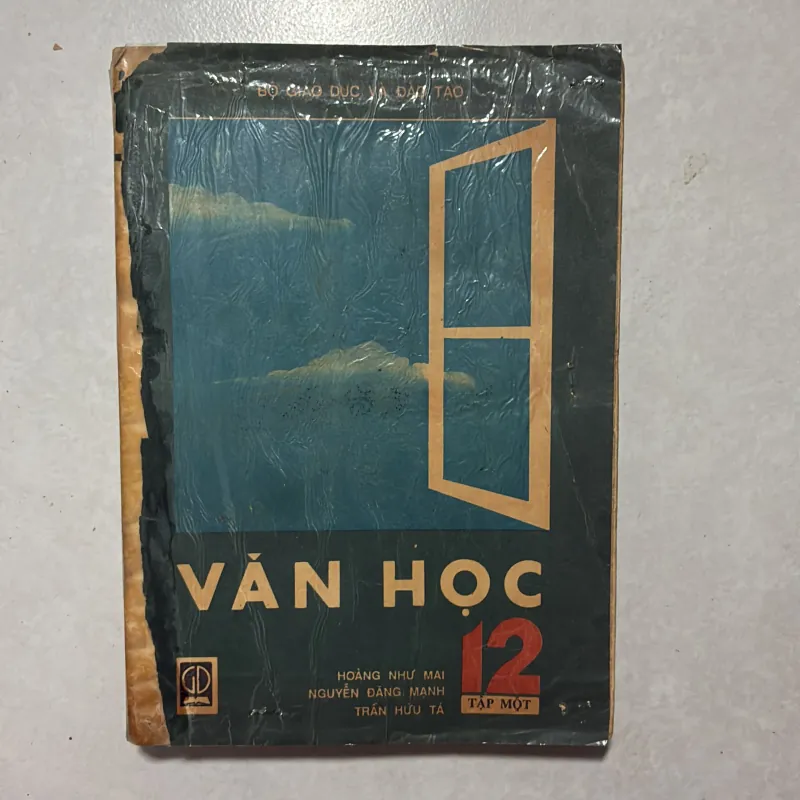 BỘ GIÁO DỤC VÀ ĐÀO TẠO
VĂN HỌC
12
TẬP MỘT
HOÀNG NHƯ MAI
NGUYỄN ĐĂNG MẠNH
TRẦN HỮU TÁ
GD